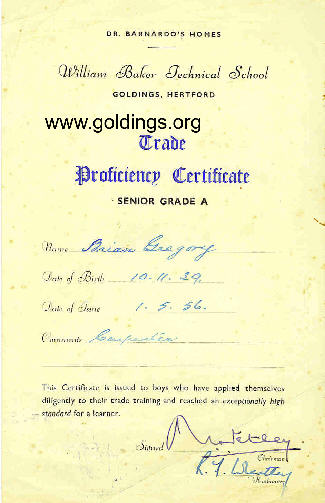 DR. BARNARDO'S HOMES
William Baker Technical School
GOLDINGS, HERTFORD
www.goldings.org
Trade
Proficiency Certificate
SENIOR GRADE A
Name Brian Gregory
Date of Birth 10-11-39.
Date of Issue 1. 5. 56.
Comments Carpenter
This Certificate is issued to boys who have applied themselves
diligently to their trade training and reached an exceptionally high
standard for a learner.
Signed
Chairman
R. F. Wheatley